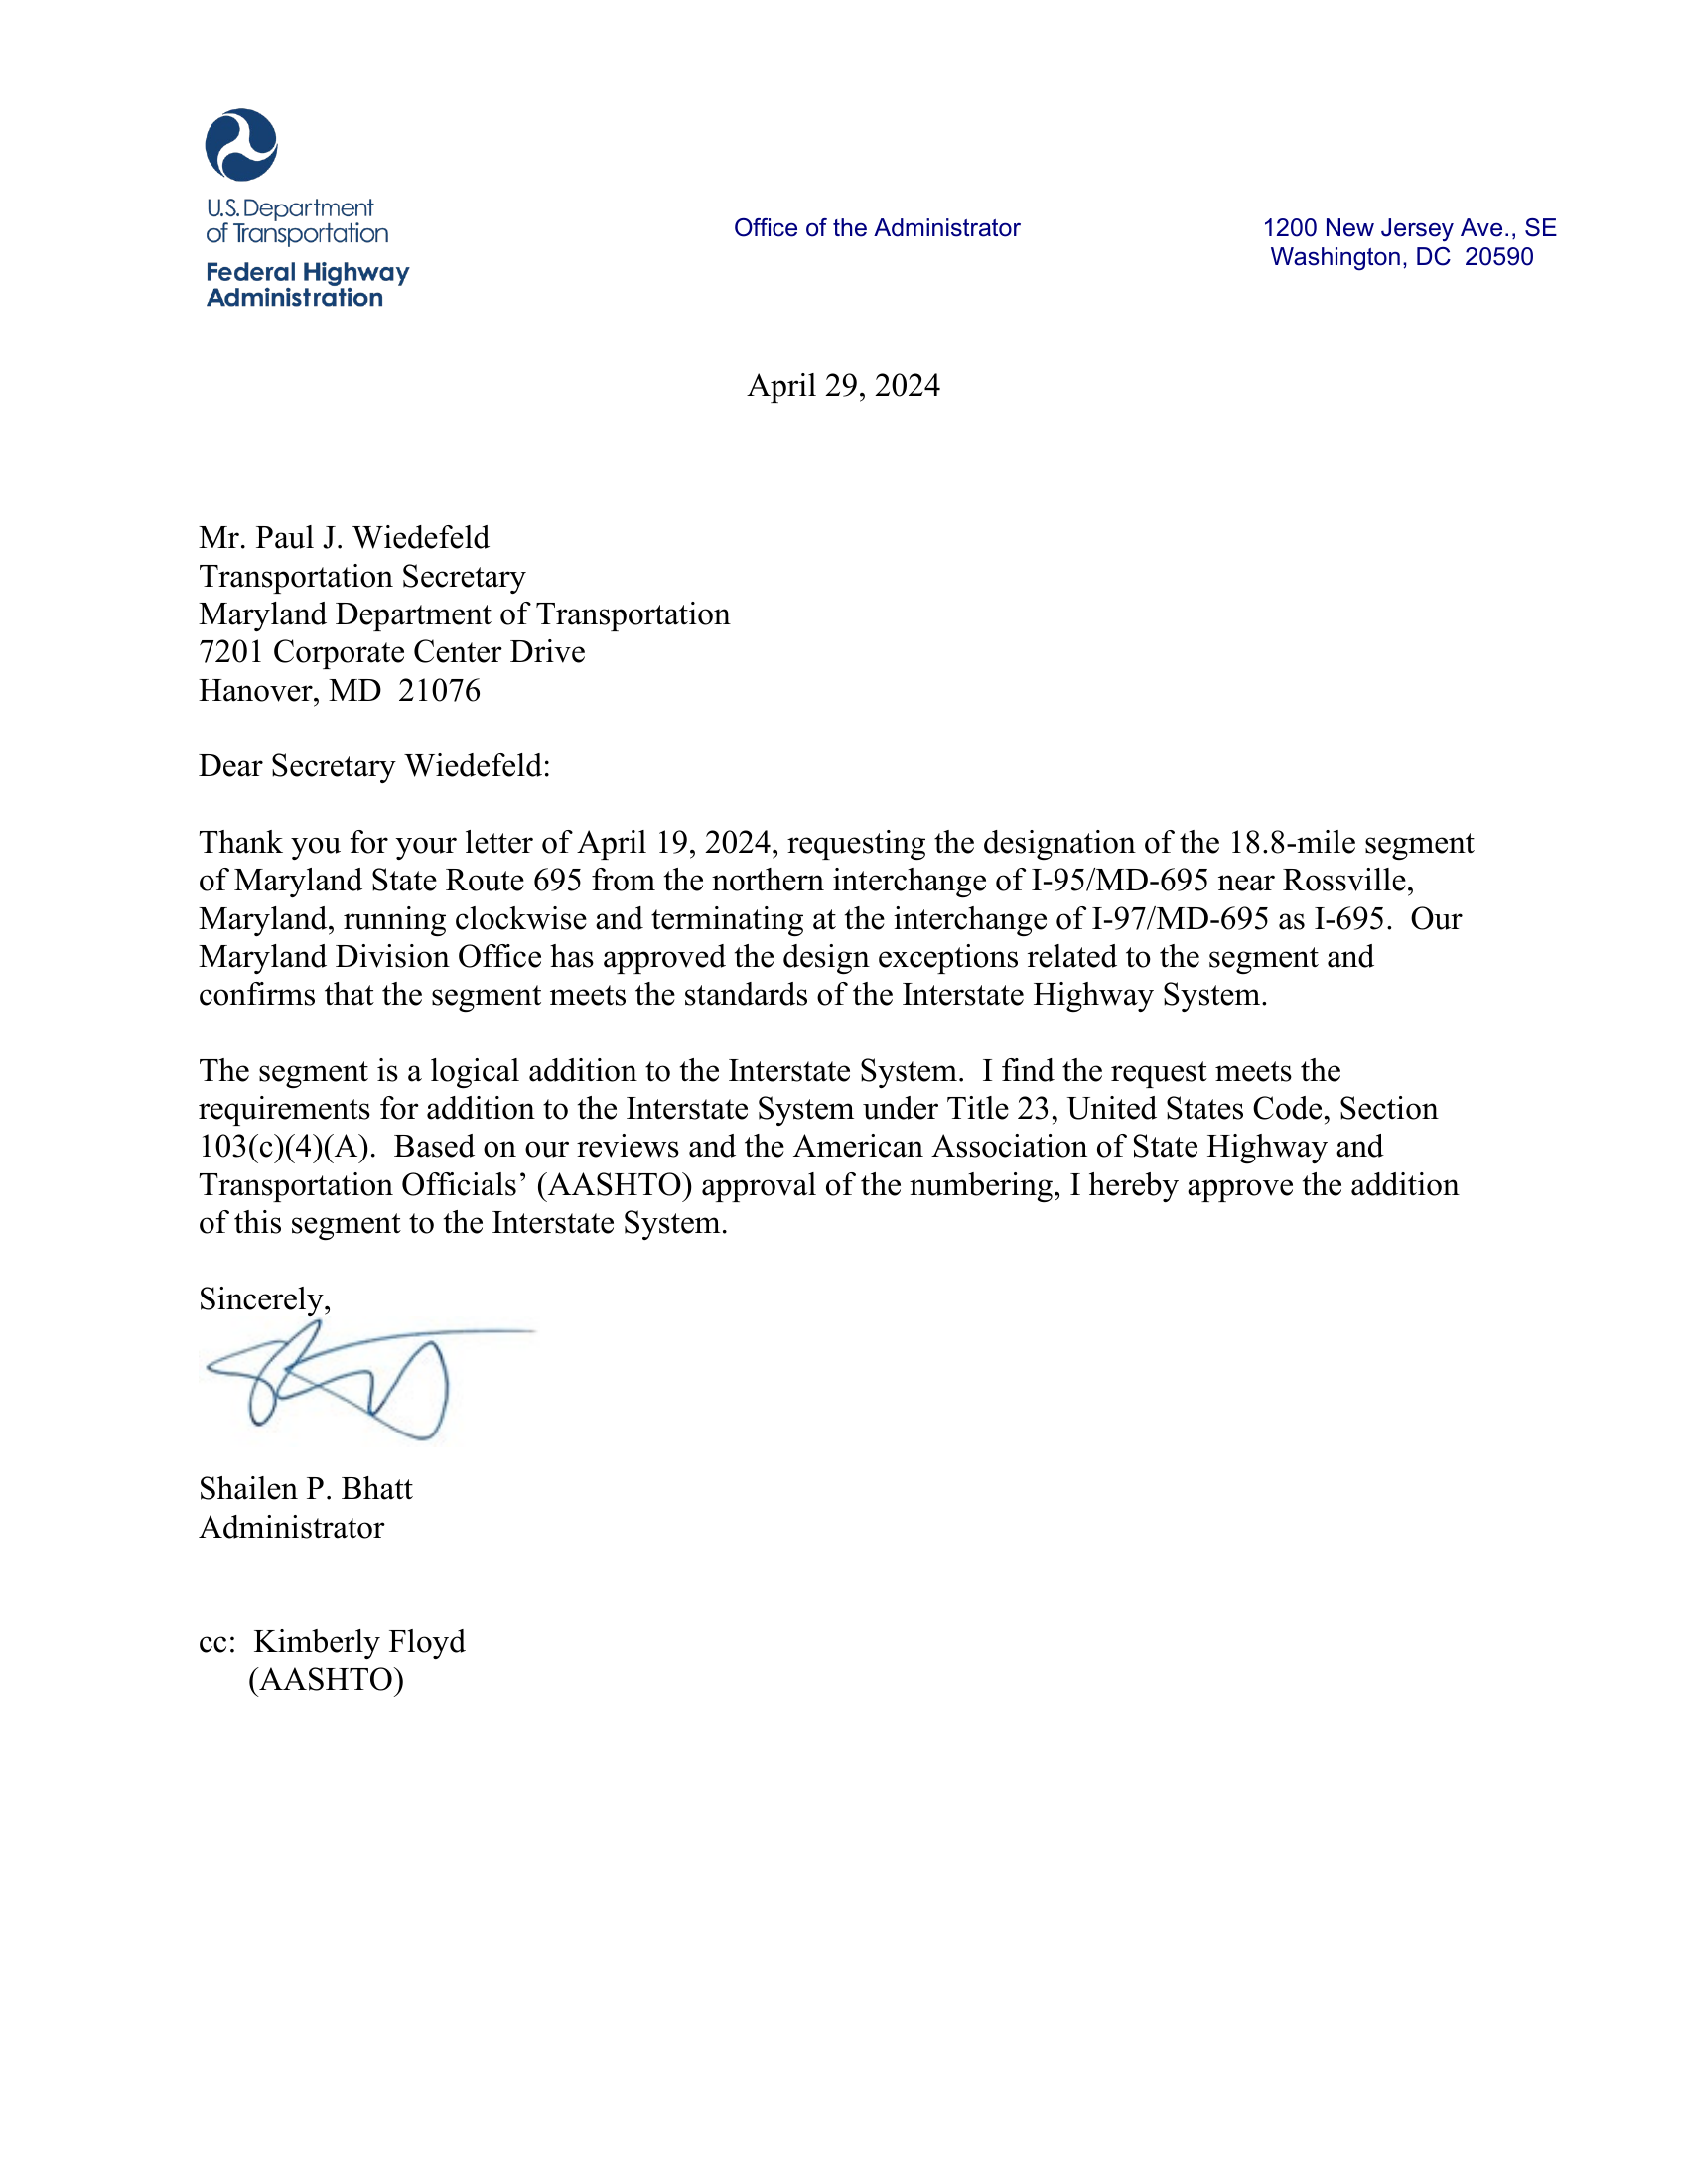 U.S. Department
of Transportation
Federal Highway
Administration
Office of the Administrator
1200 New Jersey Ave., SE
Washington, DC  20590
April 29, 2024
Mr. Paul J. Wiedefeld
Transportation Secretary
Maryland Department of Transportation
7201 Corporate Center Drive
Hanover, MD  21076
Dear Secretary Wiedefeld:
Thank you for your letter of April 19, 2024, requesting the designation of the 18.8-mile segment
of Maryland State Route 695 from the northern interchange of I-95/MD-695 near Rossville,
Maryland, running clockwise and terminating at the interchange of I-97/MD-695 as I-695.  Our
Maryland Division Office has approved the design exceptions related to the segment and
confirms that the segment meets the standards of the Interstate Highway System.
The segment is a logical addition to the Interstate System.  I find the request meets the
requirements for addition to the Interstate System under Title 23, United States Code, Section
103(c)(4)(A).  Based on our reviews and the American Association of State Highway and
Transportation Officials’ (AASHTO) approval of the numbering, I hereby approve the addition
of this segment to the Interstate System.
Sincerely,
Shailen P. Bhatt
Administrator
cc:  Kimberly Floyd
(AASHTO)